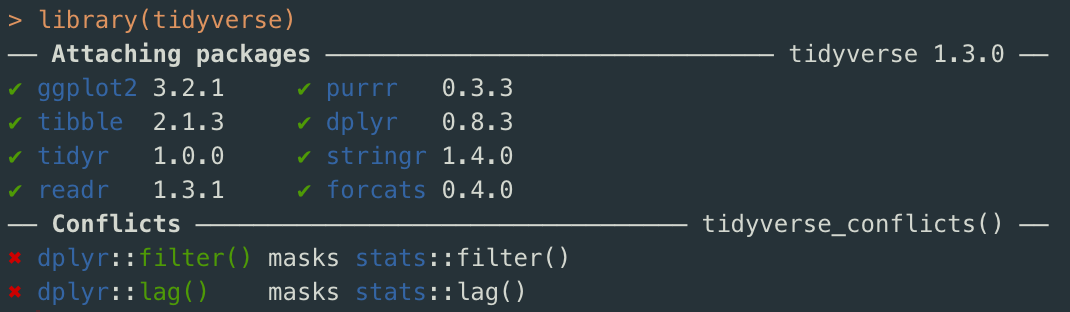 > library(tidyverse)
── Attaching packages ─────────────────────────────── tidyverse 1.3.0 ──
✔ ggplot2 3.2.1     ✔ purrr   0.3.3
✔ tibble  2.1.3     ✔ dplyr   0.8.3
✔ tidyr   1.0.0     ✔ stringr 1.4.0
✔ readr   1.3.1     ✔ forcats 0.4.0
── Conflicts ────────────────────────────────── tidyverse_conflicts() ──
✖ dplyr::filter() masks stats::filter()
✖ dplyr::lag()    masks stats::lag()